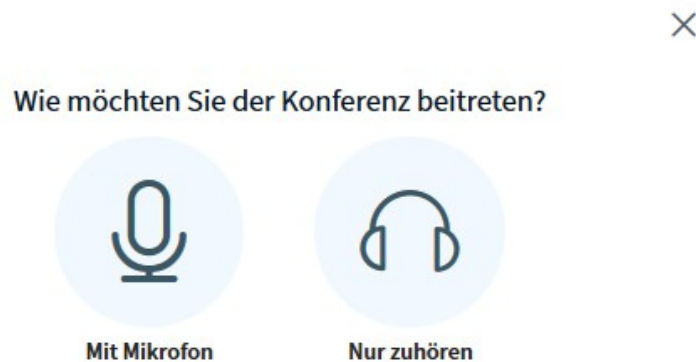 Wie möchten Sie der Konferenz beitreten?
Mit Mikrofon
Nur zuhören